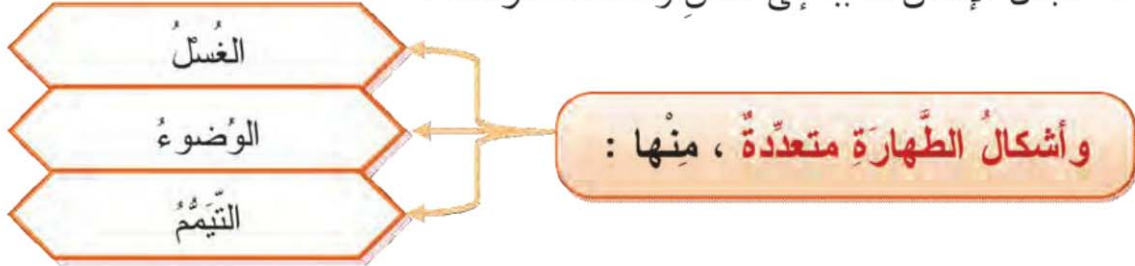 وأشكالُ الطَّهارَةِ متعدِّدةٌ ، مِنْها :
الغُسْلُ
الوُضوءُ
التَّيَمُّمُ